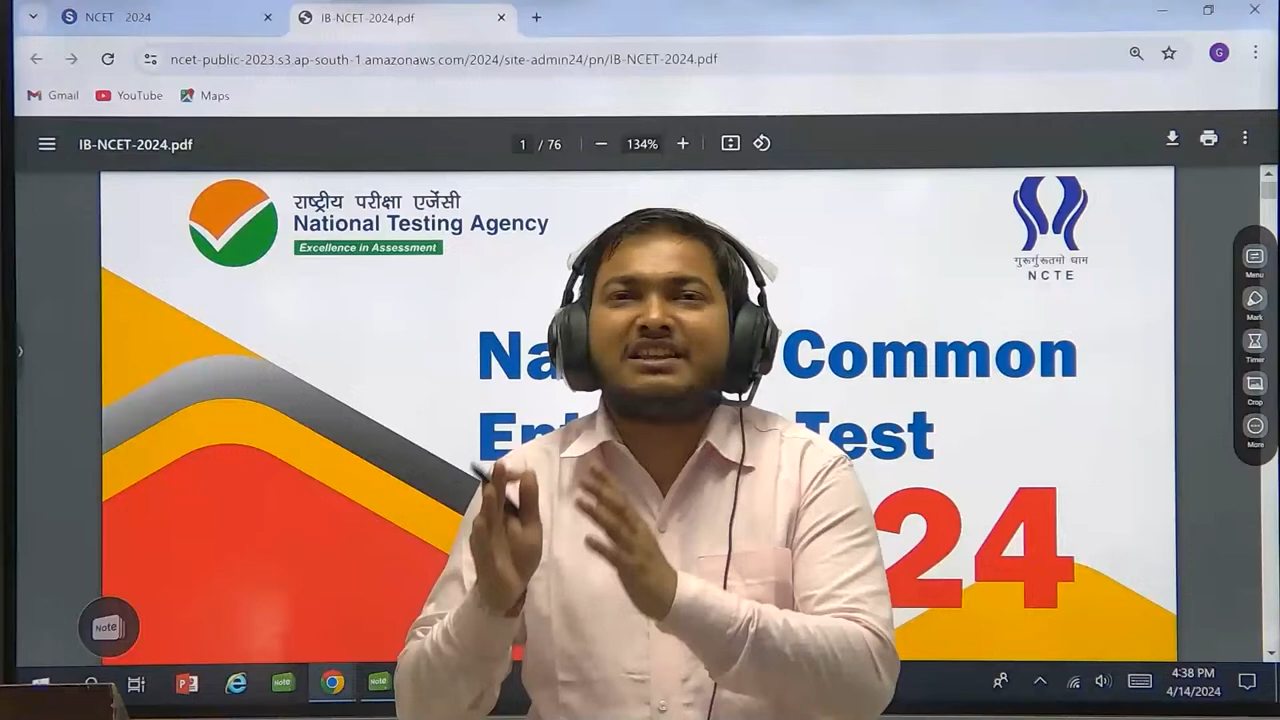 NCET 2024
IB-NCET-2024.pdf
ncet-public-2023.s3.ap-south-1.amazonaws.com/2024/site-admin24/pn/IB-NCET-2024.pdf
G
Gmail
YouTube
Maps
IB-NCET-2024.pdf
1 / 76
134%
राष्ट्रीय परीक्षा एजेंसी
National Testing Agency
Excellence in Assessment
गुरूर्गुरूतमो धाम
NCTE
Common
Test
24
Menu
Mark
Timer
Crop
More
Note
Note
Note
4:38 PM
4/14/2024